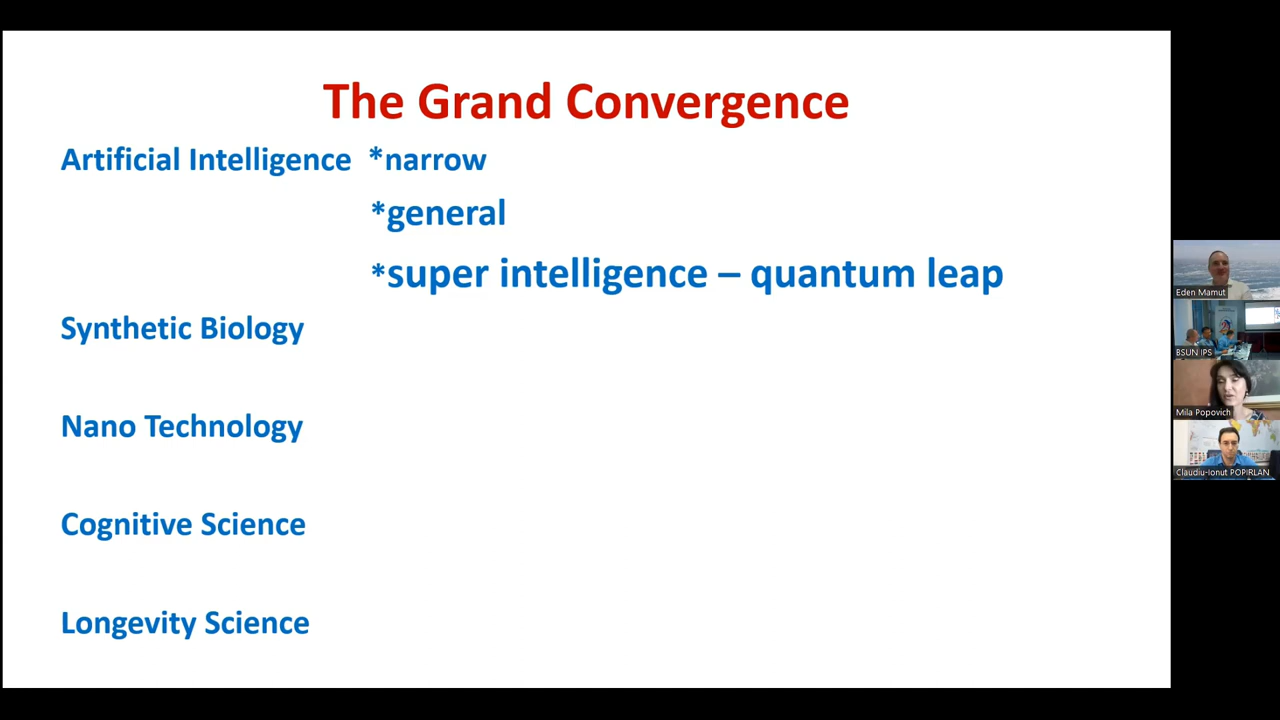 The Grand Convergence
Artificial Intelligence *narrow
*general
*super intelligence – quantum leap
Synthetic Biology
Nano Technology
Cognitive Science
Longevity Science
Eden Mamut
BSUN IPS
Mila Popovich
Claudiu-Ionut POPIRLAN